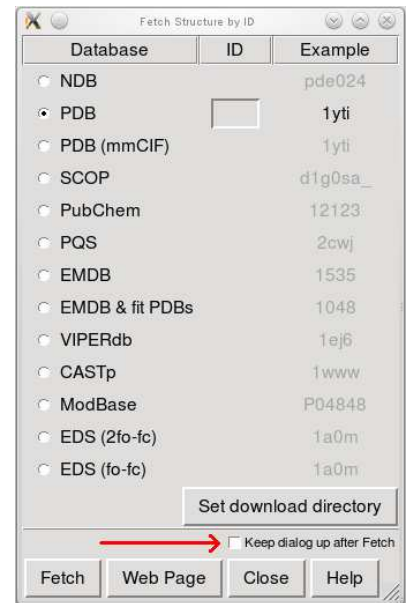 Fetch Structure by ID
Database ID Example
NDB pde024
PDB 1yti
PDB (mmCIF) 1yti
SCOP d1g0sa_
PubChem 12123
PQS 2cwj
EMDB 1535
EMDB & fit PDBs 1048
VIPERdb 1ej6
CASTp 1www
ModBase P04848
EDS (2fo-fc) 1a0m
EDS (fo-fc) 1a0m
Set download directory
Keep dialog up after Fetch
Fetch Web Page Close Help